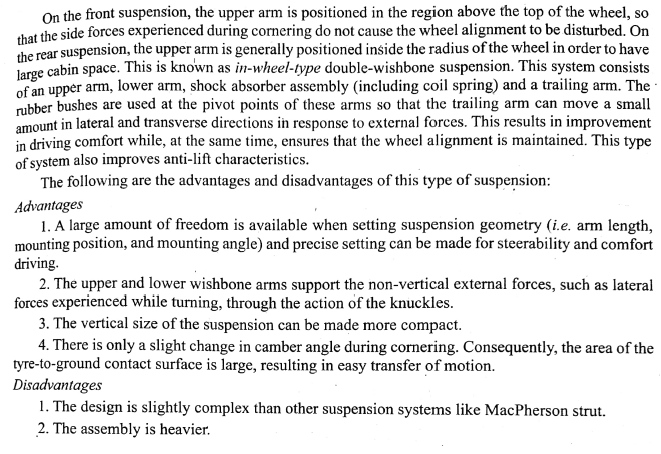 On the front suspension, the upper arm is positioned in the region above the top of the wheel, so
that the side forces experienced during cornering do not cause the wheel alignment to be disturbed. On
the rear suspension, the upper arm is generally positioned inside the radius of the wheel in order to have
large cabin space. This is known as in-wheel-type double-wishbone suspension. This system consists
of an upper arm, lower arm, shock absorber assembly (including coil spring) and a trailing arm. The
rubber bushes are used at the pivot points of these arms so that the trailing arm can move a small
amount in lateral and transverse directions in response to external forces. This results in improvement
in driving comfort while, at the same time, ensures that the wheel alignment is maintained. This type
of system also improves anti-lift characteristics.
The following are the advantages and disadvantages of this type of suspension:
Advantages
1. A large amount of freedom is available when setting suspension geometry (i.e. arm length,
mounting position, and mounting angle) and precise setting can be made for steerability and comfort
driving.
2. The upper and lower wishbone arms support the non-vertical external forces, such as lateral
forces experienced while turning, through the action of the knuckles.
3. The vertical size of the suspension can be made more compact.
4. There is only a slight change in camber angle during cornering. Consequently, the area of the
tyre-to-ground contact surface is large, resulting in easy transfer of motion.
Disadvantages
1. The design is slightly complex than other suspension systems like MacPherson strut.
2. The assembly is heavier.